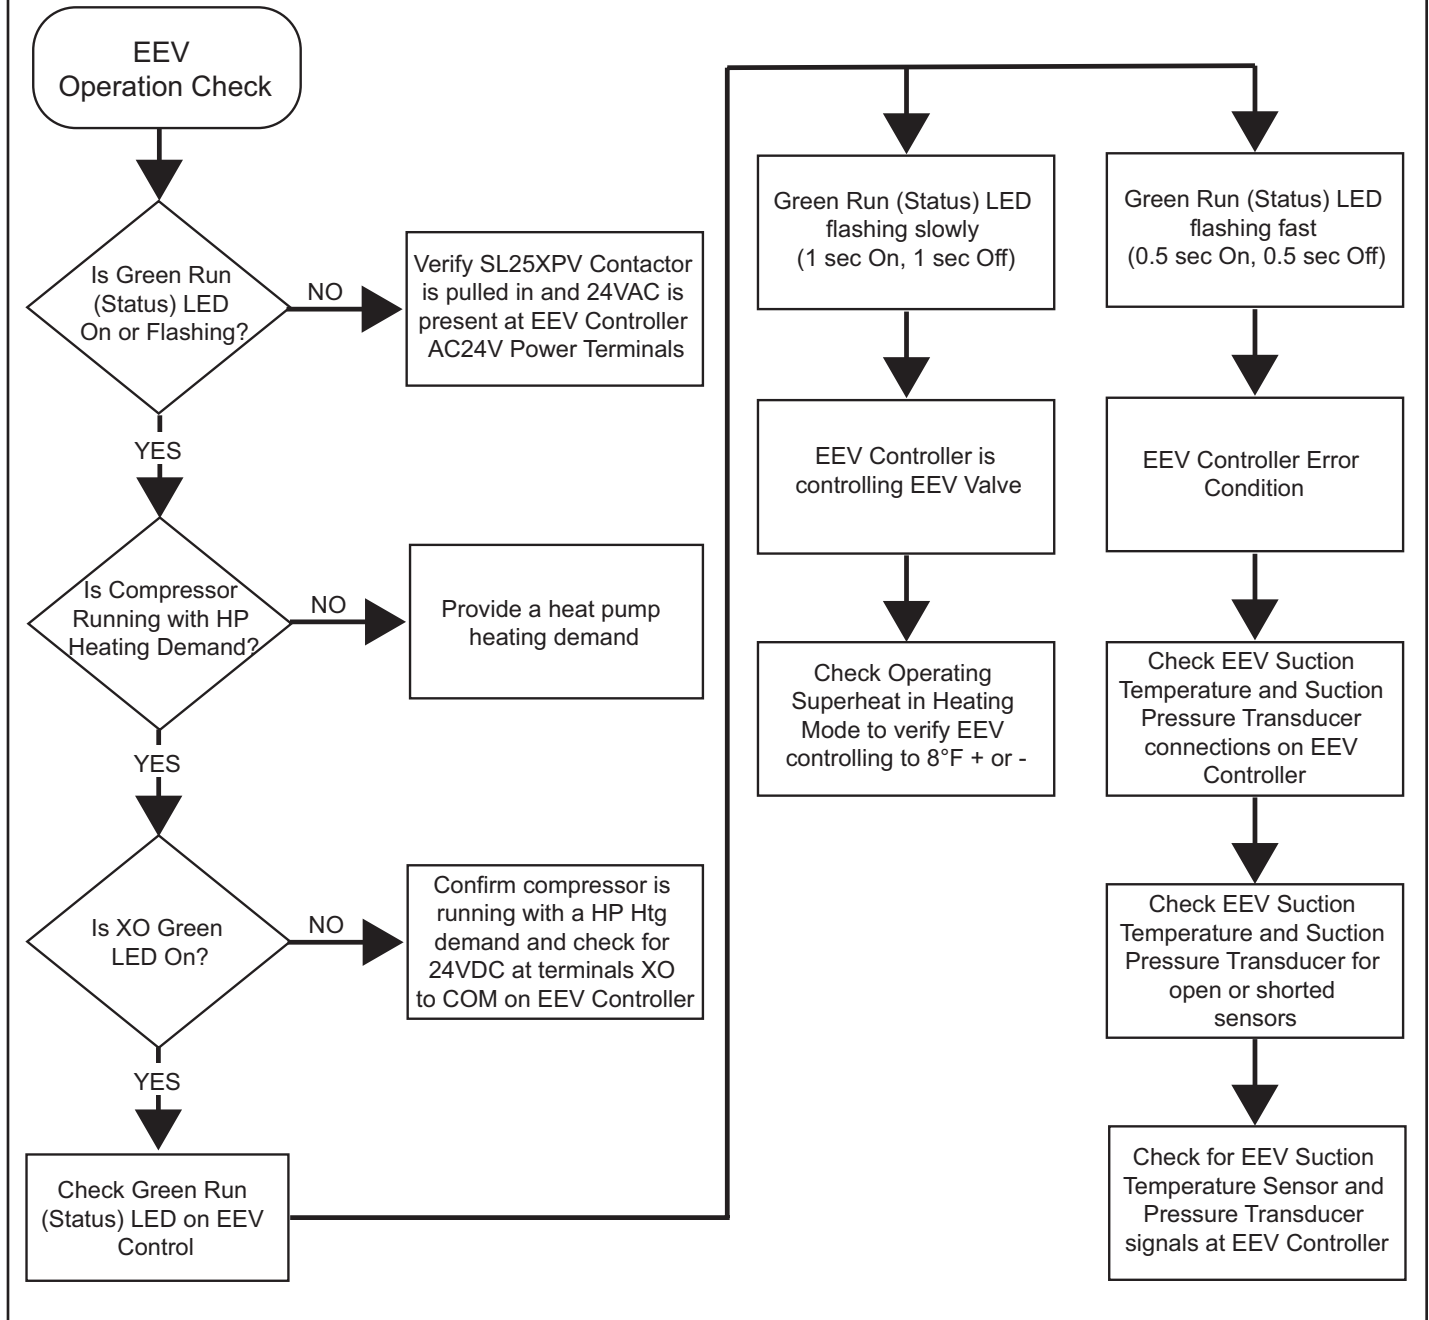 EEV
Operation Check
Is Green Run
(Status) LED
On or Flashing?
NO
Verify SL25XPV Contactor
is pulled in and 24VAC is
present at EEV Controller
AC24V Power Terminals
YES
Is Compressor
Running with HP
Heating Demand?
NO
Provide a heat pump
heating demand
YES
Is XO Green
LED On?
NO
Confirm compressor is
running with a HP Htg
demand and check for
24VDC at terminals XO
to COM on EEV Controller
YES
Check Green Run
(Status) LED on EEV
Control
Green Run (Status) LED
flashing slowly
(1 sec On, 1 sec Off)
EEV Controller is
controlling EEV Valve
Check Operating
Superheat in Heating
Mode to verify EEV
controlling to 8°F + or -
Green Run (Status) LED
flashing fast
(0.5 sec On, 0.5 sec Off)
EEV Controller Error
Condition
Check EEV Suction
Temperature and Suction
Pressure Transducer
connections on EEV
Controller
Check EEV Suction
Temperature and Suction
Pressure Transducer for
open or shorted
sensors
Check for EEV Suction
Temperature Sensor and
Pressure Transducer
signals at EEV Controller